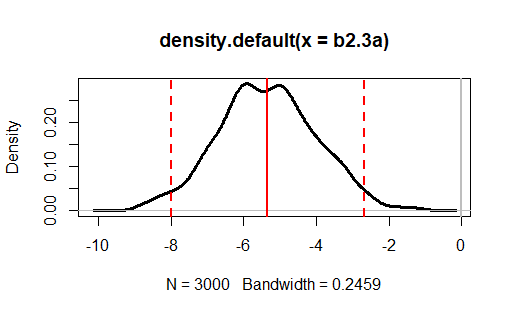 density.default(x = b2.3a)
Density
0.00 0.10 0.20
-10 -8 -6 -4 -2 0
N = 3000 Bandwidth = 0.2459